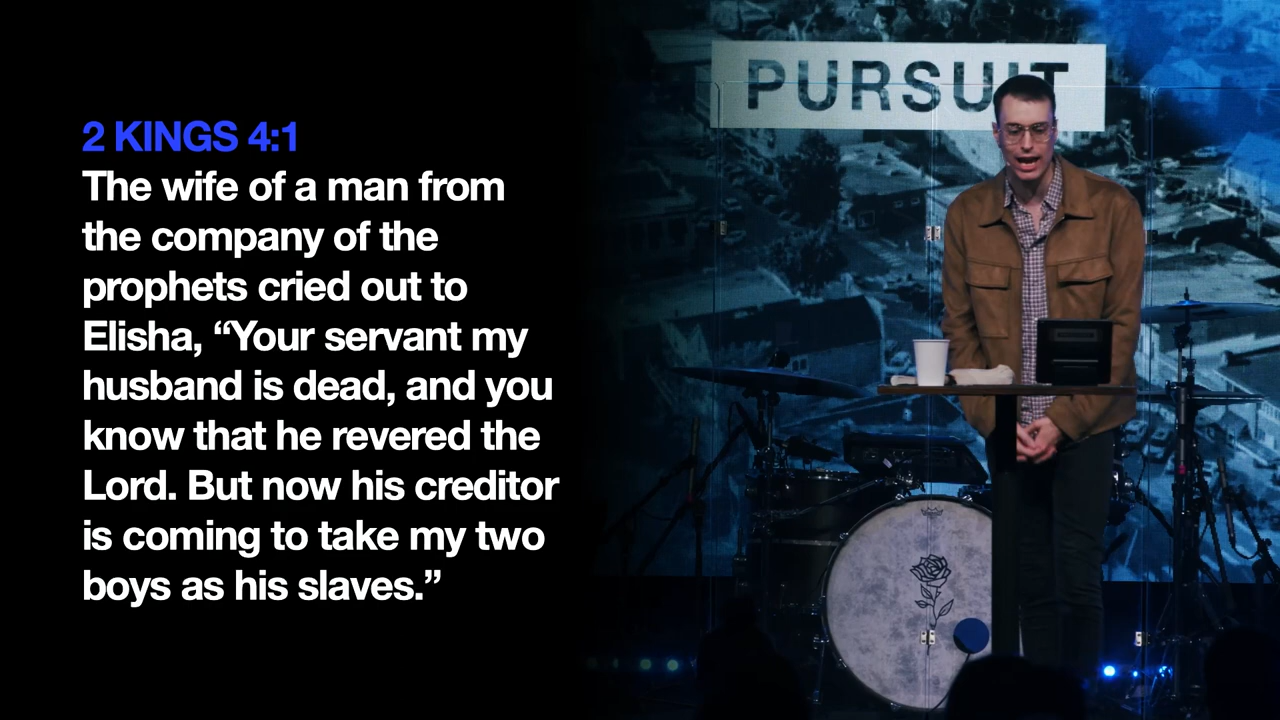 2 KINGS 4:1
The wife of a man from
the company of the
prophets cried out to
Elisha, “Your servant my
husband is dead, and you
know that he revered the
Lord. But now his creditor
is coming to take my two
boys as his slaves.”
PURSUIT